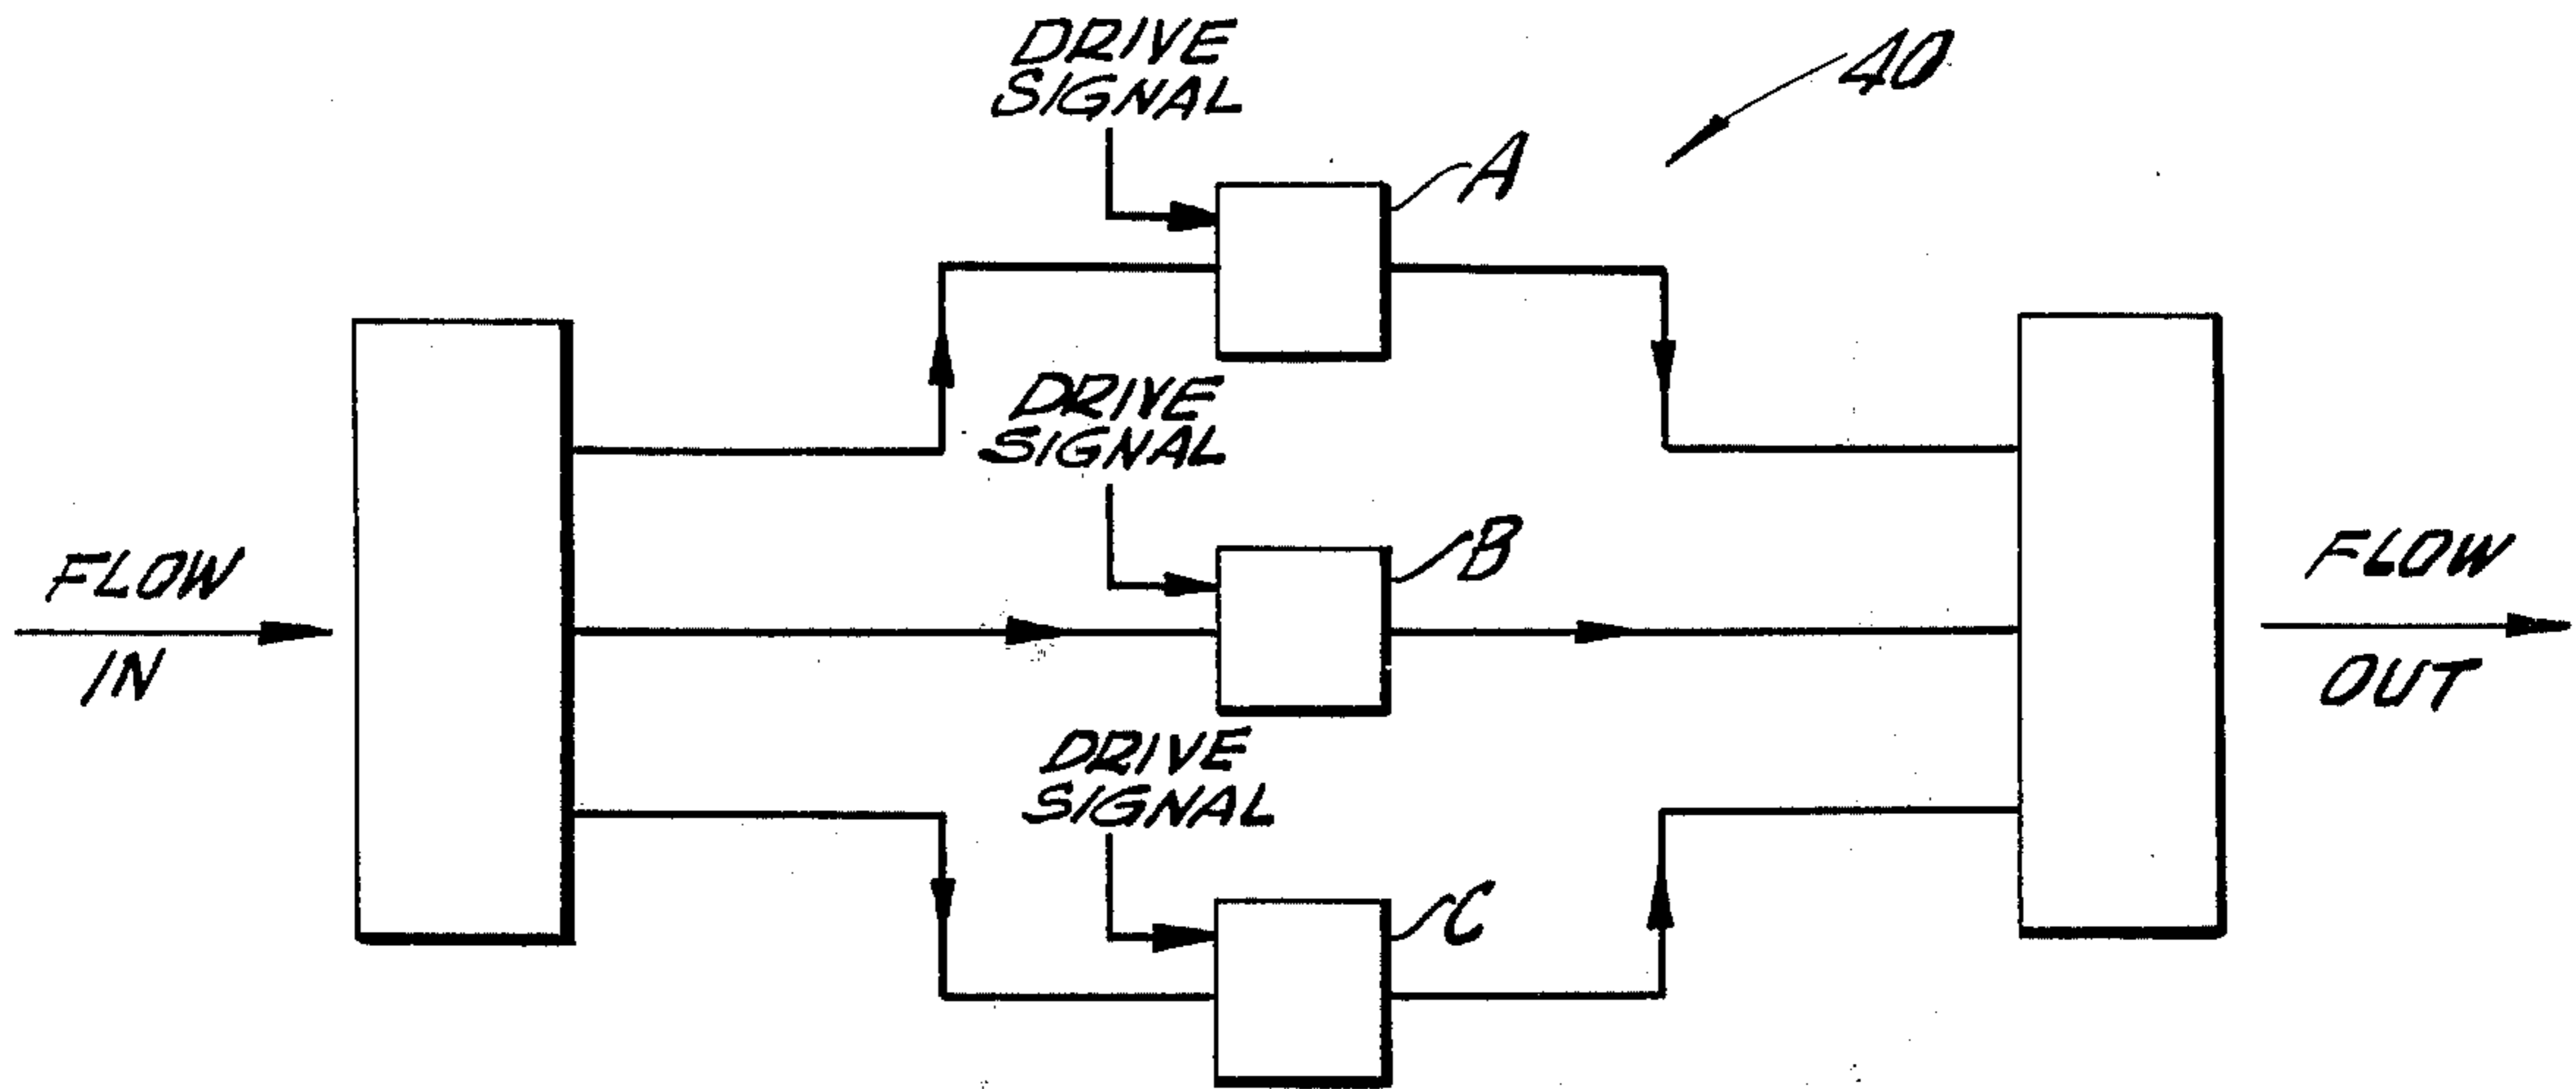 DRIVE
SIGNAL
40
A
DRIVE
SIGNAL
B
FLOW
IN
FLOW
OUT
DRIVE
SIGNAL
C